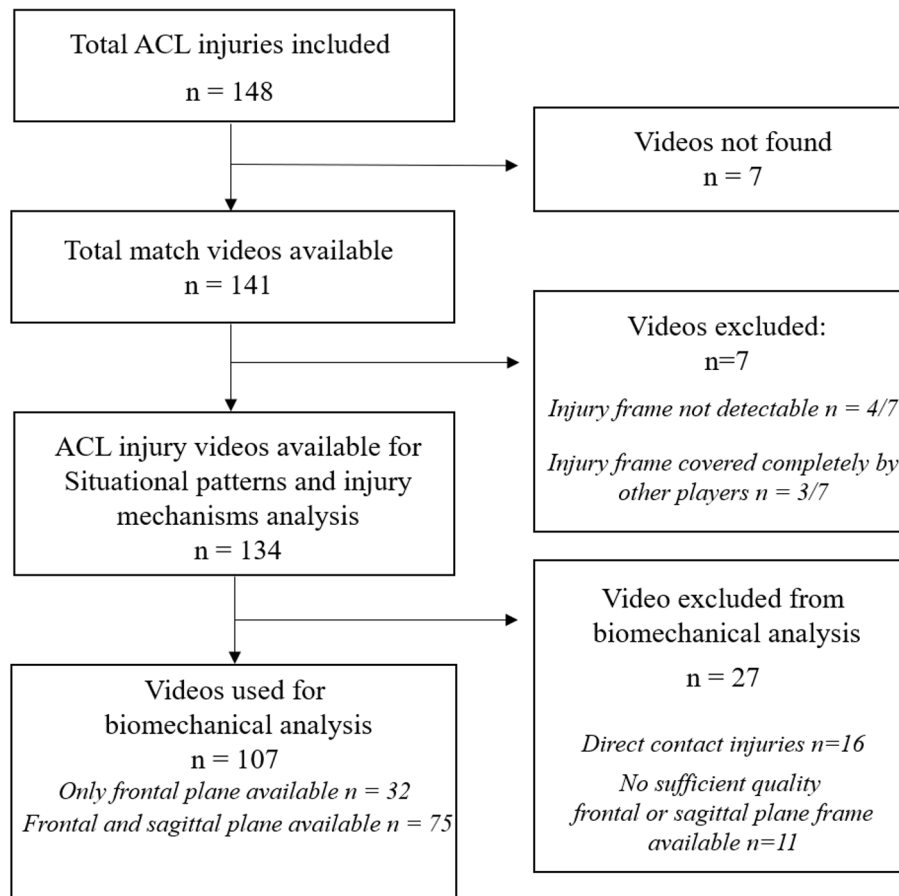 Total ACL injuries included
n = 148
Videos not found
n = 7
Total match videos available
n = 141
Videos excluded:
n=7
Injury frame not detectable n = 4/7
Injury frame covered completely by
other players n = 3/7
ACL injury videos available for
Situational patterns and injury
mechanisms analysis
n = 134
Video excluded from
biomechanical analysis
n = 27
Direct contact injuries n=16
No sufficient quality
frontal or sagittal plane frame
available n=11
Videos used for
biomechanical analysis
n = 107
Only frontal plane available n = 32
Frontal and sagittal plane available n = 75